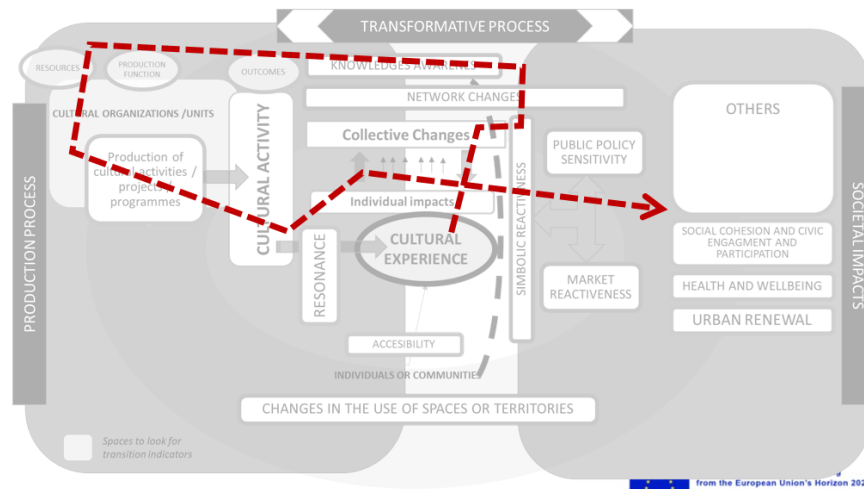 TRANSFORMATIVE PROCESS
RESOURCES
PRODUCTION
FUNCTION
OUTCOMES
KNOWLEDGES AWARENESS
NETWORK CHANGES
CULTURAL ORGANIZATIONS /UNITS
OTHERS
Collective Changes
PUBLIC POLICY
SENSITIVITY
Production of
cultural activities /
projects /
programmes
CULTURAL ACTIVITY
PRODUCTION PROCESS
Individual impacts
SIMBOLIC REACTIVENESS
SOCIETAL IMPACTS
SOCIAL COHESION AND CIVIC
ENGAGMENT AND
PARTICIPATION
CULTURAL
EXPERIENCE
RESONANCE
MARKET
REACTIVENESS
HEALTH AND WELLBEING
URBAN RENEWAL
ACCESIBILITY
INDIVIDUALS OR COMMUNITIES
CHANGES IN THE USE OF SPACES OR TERRITORIES
Spaces to look for
transition indicators
from the European Union's Horizon 202